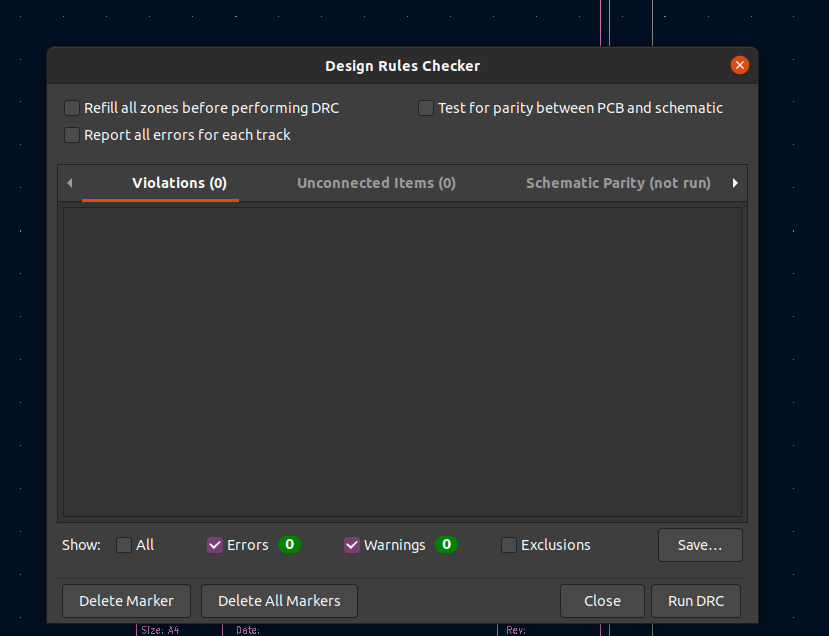 Design Rules Checker
Refill all zones before performing DRC
Test for parity between PCB and schematic
Report all errors for each track
Violations (0)
Unconnected Items (0)
Schematic Parity (not run)
Show:
All
Errors
0
Warnings
0
Exclusions
Save...
Delete Marker
Delete All Markers
Close
Run DRC
Size: A4
Date:
Rev: